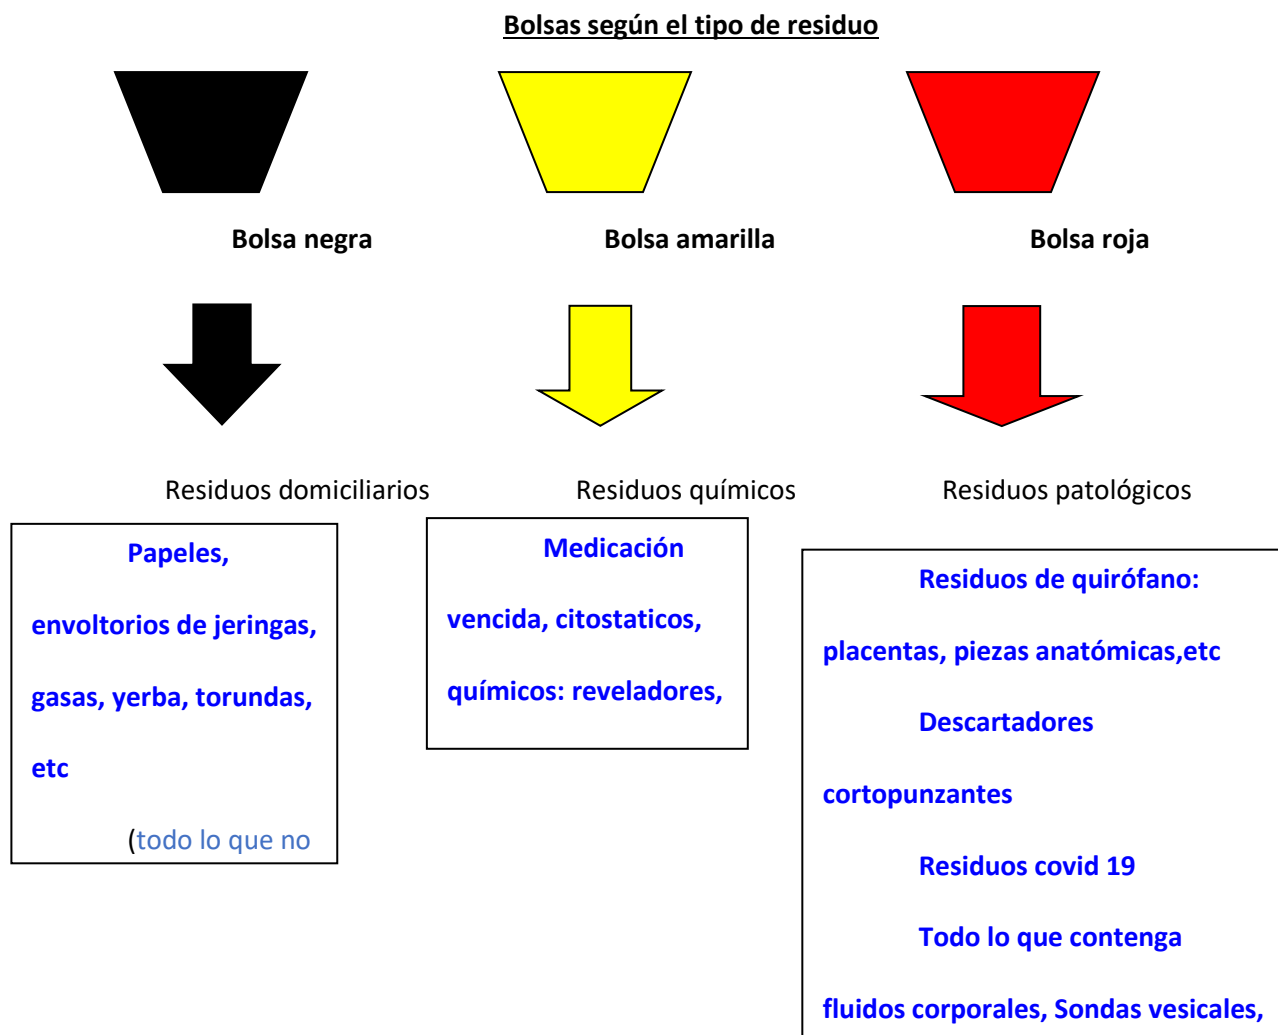 Bolsas según el tipo de residuo
Bolsa negra
Bolsa amarilla
Bolsa roja
Residuos domiciliarios
Residuos químicos
Residuos patológicos
Papeles,
envoltorios de jeringas,
gasas, yerba, torundas,
etc
(todo lo que no
Medicación
vencida, citostaticos,
químicos: reveladores,
Residuos de quirófano:
placentas, piezas anatómicas,etc
Descartadores
cortopunzantes
Residuos covid 19
Todo lo que contenga
fluidos corporales, Sondas vesicales,